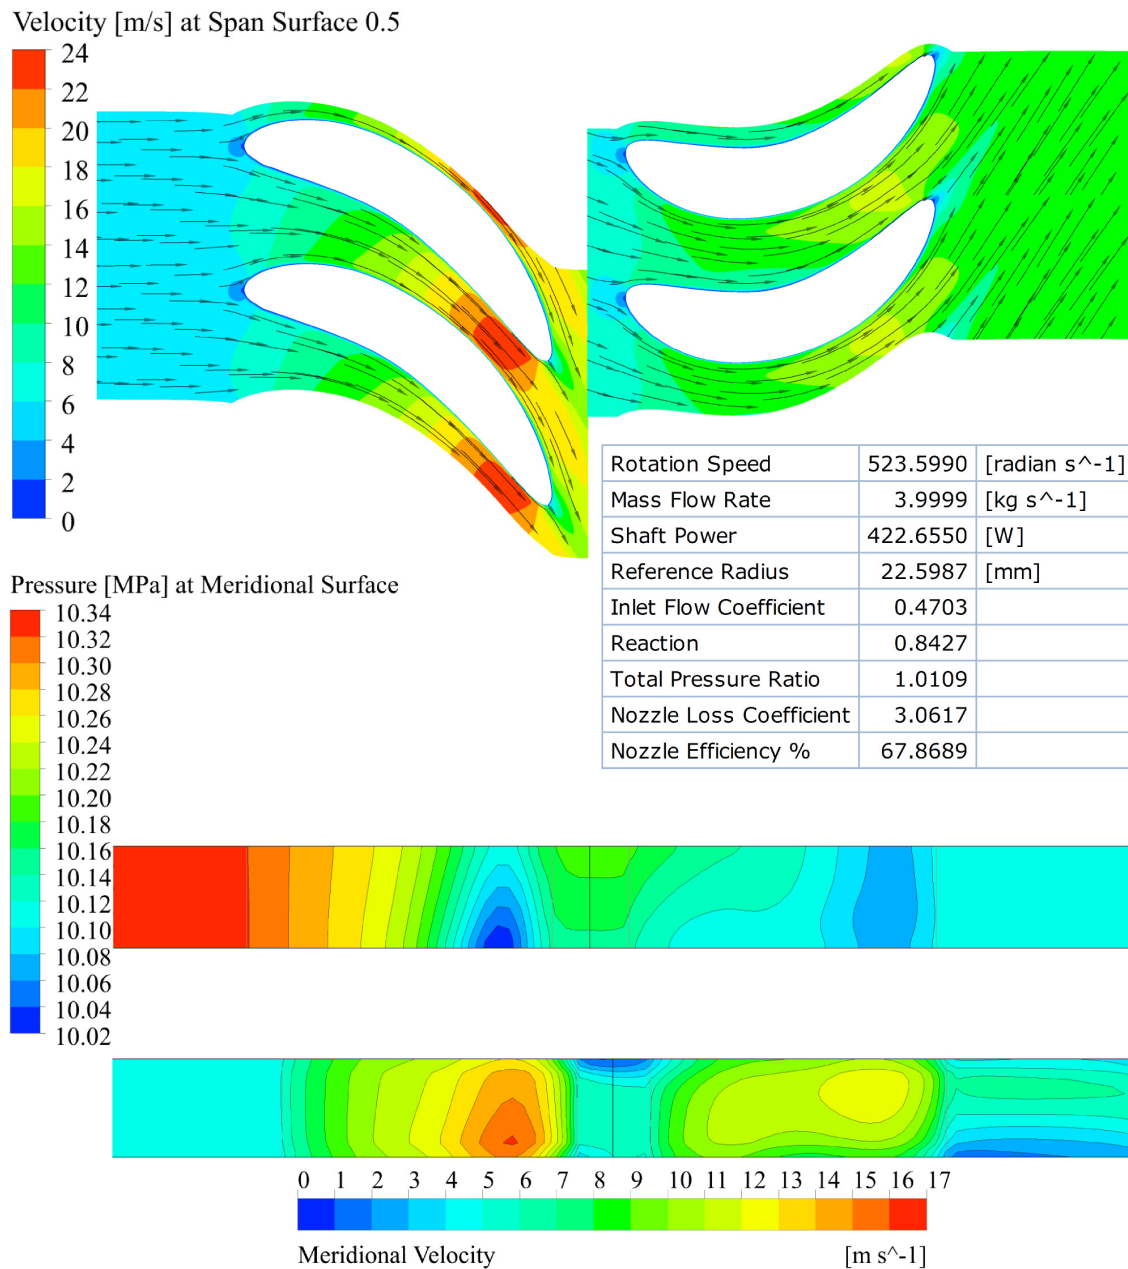 Velocity [m/s] at Span Surface 0.5
24
22
20
18
16
14
12
10
8
6
4
2
0
Rotation Speed 523.5990 [radian s^-1]
Mass Flow Rate 3.9999 [kg s^-1]
Shaft Power 422.6550 [W]
Reference Radius 22.5987 [mm]
Inlet Flow Coefficient 0.4703
Reaction 0.8427
Total Pressure Ratio 1.0109
Nozzle Loss Coefficient 3.0617
Nozzle Efficiency % 67.8689
Pressure [MPa] at Meridional Surface
10.34
10.32
10.30
10.28
10.26
10.24
10.22
10.20
10.18
10.16
10.14
10.12
10.10
10.08
10.06
10.04
10.02
0 1 2 3 4 5 6 7 8 9 10 11 12 13 14 15 16 17
Meridional Velocity [m s^-1]